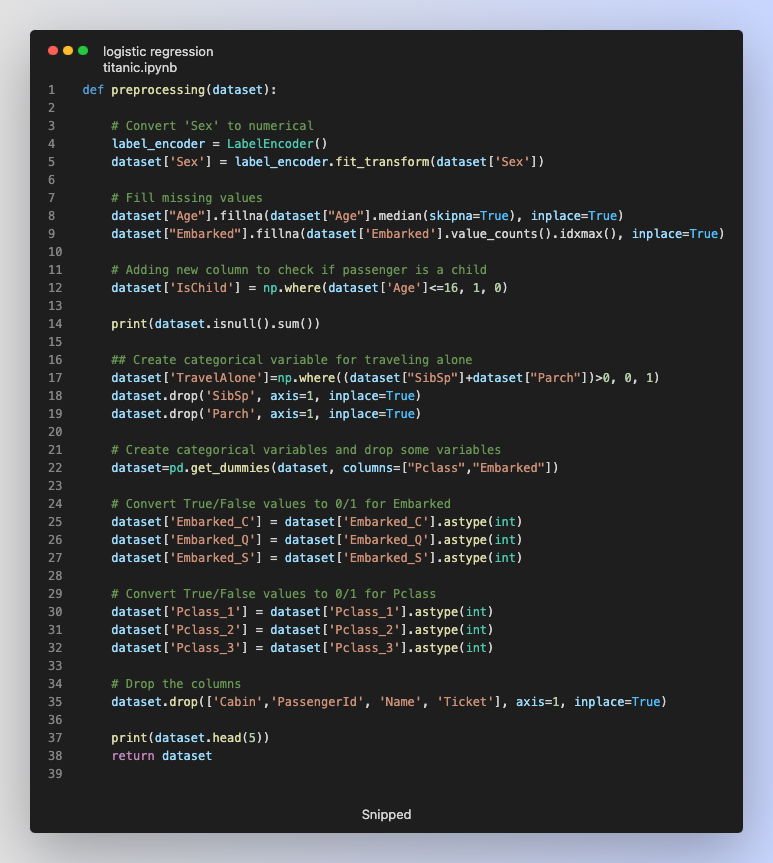 logistic regression
titanic.ipynb
1 def preprocessing(dataset):
2
3     # Convert 'Sex' to numerical
4     label_encoder = LabelEncoder()
5     dataset['Sex'] = label_encoder.fit_transform(dataset['Sex'])
6
7     # Fill missing values
8     dataset["Age"].fillna(dataset["Age"].median(skipna=True), inplace=True)
9     dataset["Embarked"].fillna(dataset['Embarked'].value_counts().idxmax(), inplace=True)
10
11     # Adding new column to check if passenger is a child
12     dataset['IsChild'] = np.where(dataset['Age']<=16, 1, 0)
13
14     print(dataset.isnull().sum())
15
16     ## Create categorical variable for traveling alone
17     dataset['TravelAlone']=np.where((dataset["SibSp"]+dataset["Parch"])>0, 0, 1)
18     dataset.drop('SibSp', axis=1, inplace=True)
19     dataset.drop('Parch', axis=1, inplace=True)
20
21     # Create categorical variables and drop some variables
22     dataset=pd.get_dummies(dataset, columns=["Pclass","Embarked"])
23
24     # Convert True/False values to 0/1 for Embarked
25     dataset['Embarked_C'] = dataset['Embarked_C'].astype(int)
26     dataset['Embarked_Q'] = dataset['Embarked_Q'].astype(int)
27     dataset['Embarked_S'] = dataset['Embarked_S'].astype(int)
28
29     # Convert True/False values to 0/1 for Pclass
30     dataset['Pclass_1'] = dataset['Pclass_1'].astype(int)
31     dataset['Pclass_2'] = dataset['Pclass_2'].astype(int)
32     dataset['Pclass_3'] = dataset['Pclass_3'].astype(int)
33
34     # Drop the columns
35     dataset.drop(['Cabin','PassengerId', 'Name', 'Ticket'], axis=1, inplace=True)
36
37     print(dataset.head(5))
38     return dataset
39
Snipped